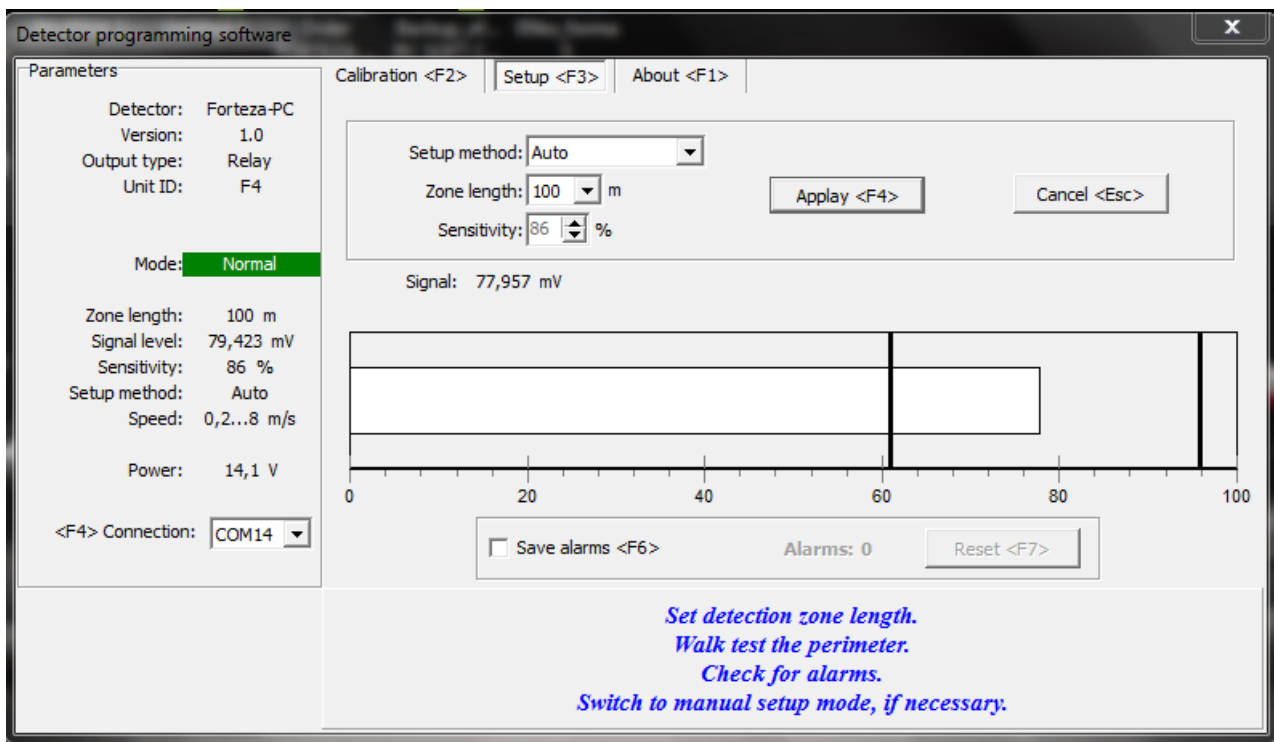 Detector programming software
Parameters
Detector: Forteza-PC
Version: 1.0
Output type: Relay
Unit ID: F4
Mode: Normal
Zone length: 100 m
Signal level: 79,423 mV
Sensitivity: 86 %
Setup method: Auto
Speed: 0,2...8 m/s
Power: 14,1 V
<F4> Connection: COM14
Calibration <F2> Setup <F3> About <F1>
Setup method: Auto
Zone length: 100 m
Sensitivity: 86 %
Applay <F4> Cancel <Esc>
Signal: 77,957 mV
0 20 40 60 80 100
Save alarms <F6> Alarms: 0 Reset <F7>
Set detection zone length.
Walk test the perimeter.
Check for alarms.
Switch to manual setup mode, if necessary.